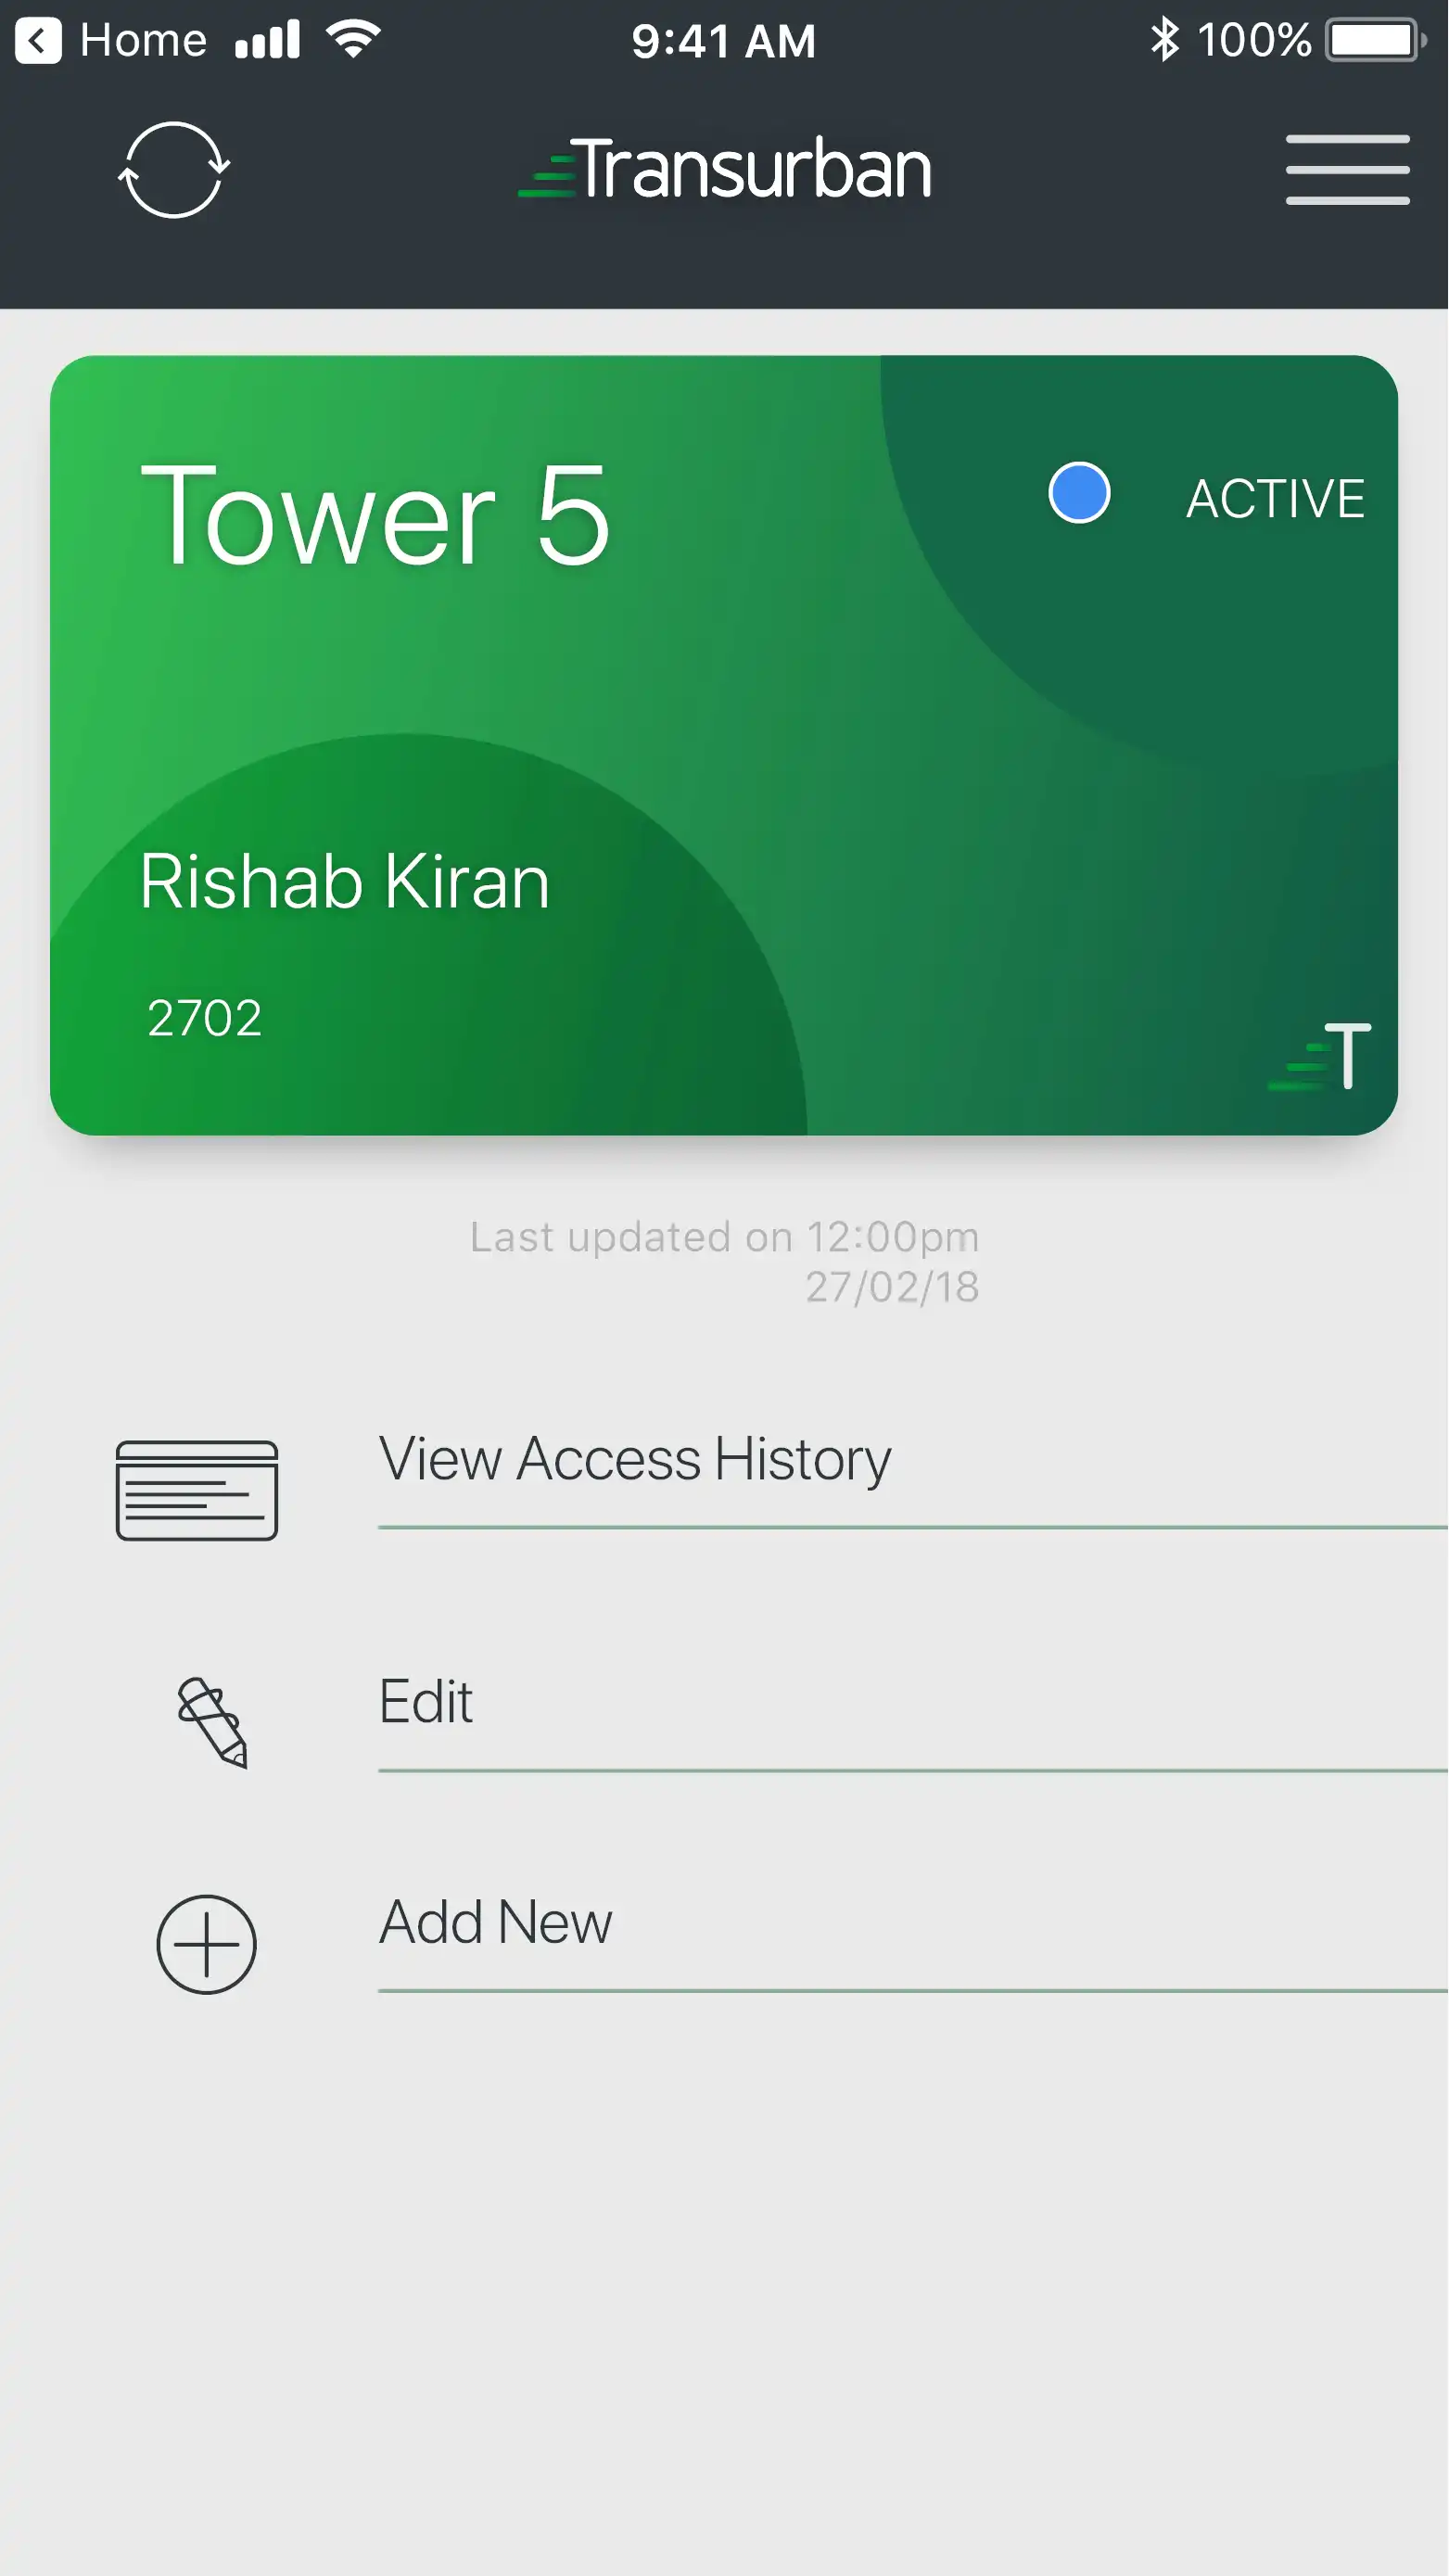 Home 9:41 AM 100%
Transurban
Tower 5
ACTIVE
Rishab Kiran
2702
T
Last updated on 12:00pm
27/02/18
View Access History
Edit
Add New